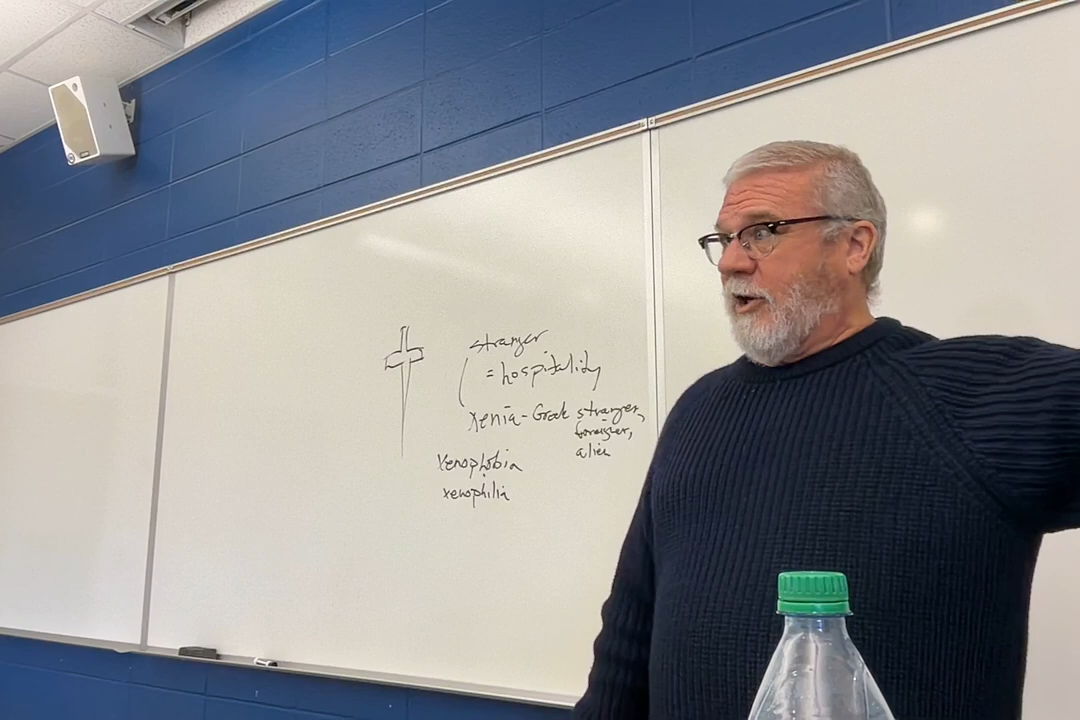 stranger
= hospitality
xenia - Greek stranger,
foreigner,
alien
xenophobia
xenophilia